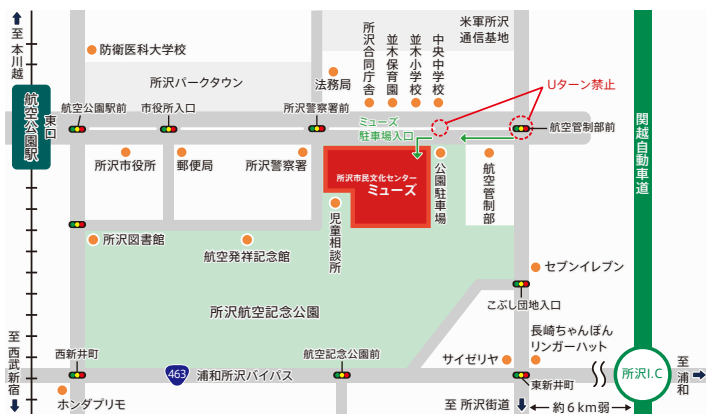 至 本川越
航空公園駅
東口
至 西武新宿
防衛医科大学校
所沢パークタウン
法務局
所沢合同庁舎
並木保育園
並木小学校
中央中学校
米軍所沢
通信基地
Uターン禁止
航空公園駅前
市役所入口
所沢警察署前
ミューズ
駐車場入口
航空管制部前
関越自動車道
所沢市役所
郵便局
所沢警察署
所沢市民文化センター
ミューズ
公園駐車場
航空管制部
児童相談所
所沢図書館
航空発祥記念館
セブンイレブン
所沢航空記念公園
こぶし団地入口
長崎ちゃんぽん
リンガーハット
サイゼリヤ
西新井町
航空記念公園前
463
浦和所沢バイパス
東新井町
所沢I.C
至 浦和
ホンダプリモ
至 所沢街道
約6km弱